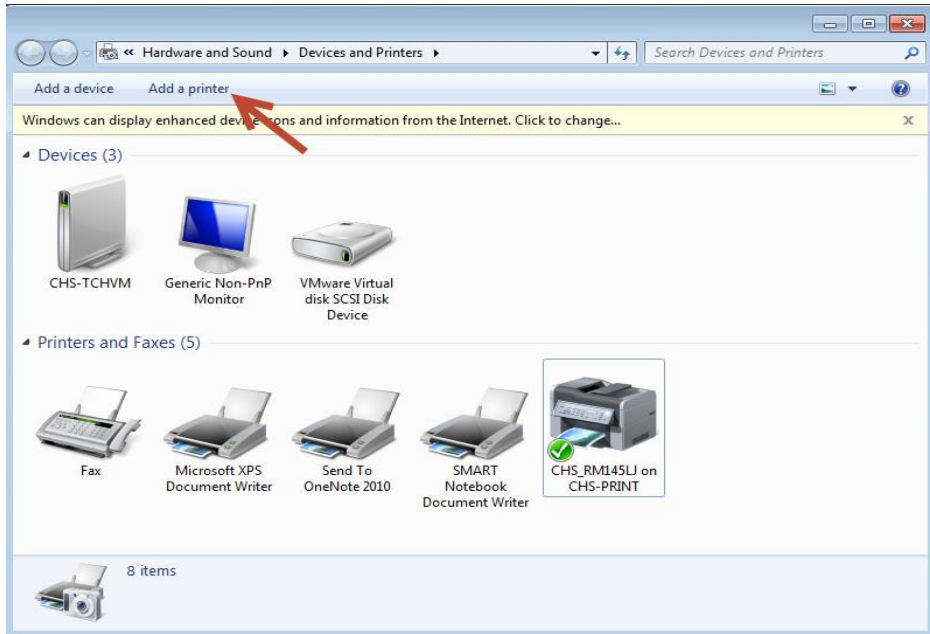 « Hardware and Sound ▸ Devices and Printers ▸
Search Devices and Printers
Add a device Add a printer
Windows can display enhanced device icons and information from the Internet. Click to change...
Devices (3)
CHS-TCHVM
Generic Non-PnP
Monitor
VMware Virtual
disk SCSI Disk
Device
Printers and Faxes (5)
Fax
Microsoft XPS
Document Writer
Send To
OneNote 2010
SMART
Notebook
Document Writer
CHS_RM145LJ on
CHS-PRINT
8 items